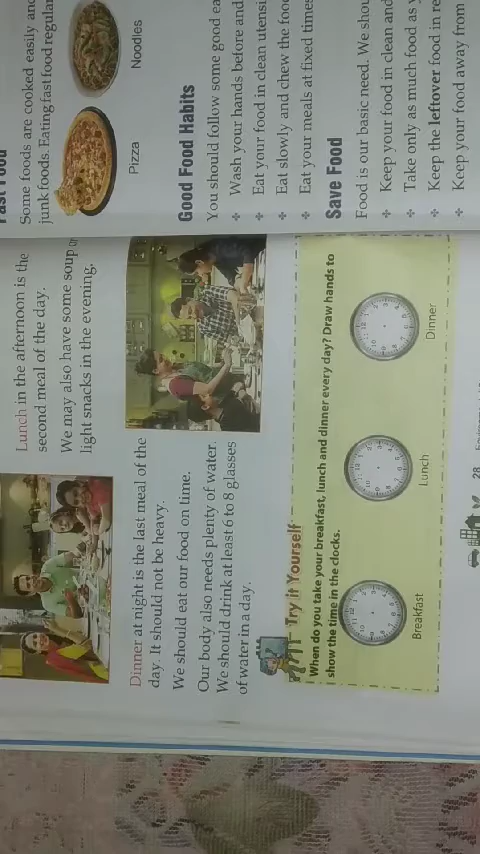 Lunch in the afternoon is the
second meal of the day.
We may also have some soup or
light snacks in the evening.
Dinner at night is the last meal of the
day. It should not be heavy.
We should eat our food on time.
Our body also needs plenty of water.
We should drink at least 6 to 8 glasses
of water in a day.
Try It Yourself
When do you take your breakfast, lunch and dinner every day? Draw hands to
show the time in the clocks.
Breakfast
Lunch
Dinner
28
Fast Food
Some foods are cooked easily and
junk foods. Eating fast food regular
Pizza
Noodles
Good Food Habits
You should follow some good ea
Wash your hands before and
Eat your food in clean utensi
Eat slowly and chew the foo
Eat your meals at fixed times
Save Food
Food is our basic need. We shou
Keep your food in clean and
Take only as much food as y
Keep the leftover food in re
Keep your food away from